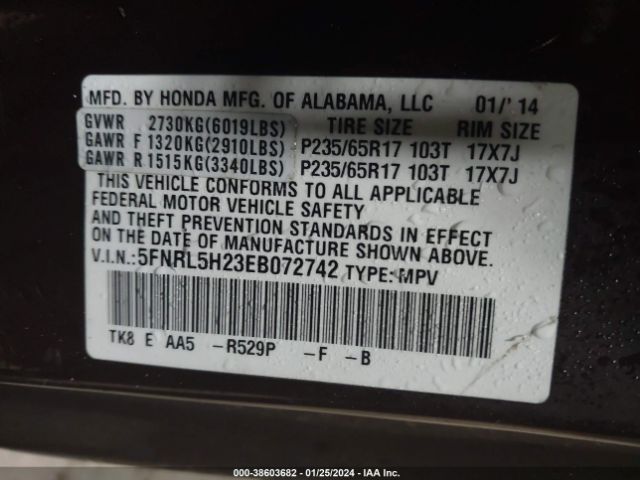 MFD. BY HONDA MFG. OF ALABAMA, LLC 01/'14
GVWR 2730KG(6019LBS) TIRE SIZE RIM SIZE
GAWR F 1320KG(2910LBS) P235/65R17 103T 17X7J
GAWR R 1515KG(3340LBS) P235/65R17 103T 17X7J
THIS VEHICLE CONFORMS TO ALL APPLICABLE
FEDERAL MOTOR VEHICLE SAFETY
AND THEFT PREVENTION STANDARDS IN EFFECT
ON THE DATE OF MANUFACTURE SHOWN ABOVE.
V.I.N.:5FNRL5H23EB072742 TYPE:MPV
TK8 E AA5 -R529P -F -B
000-38603682 - 01/25/2024 - IAA Inc.